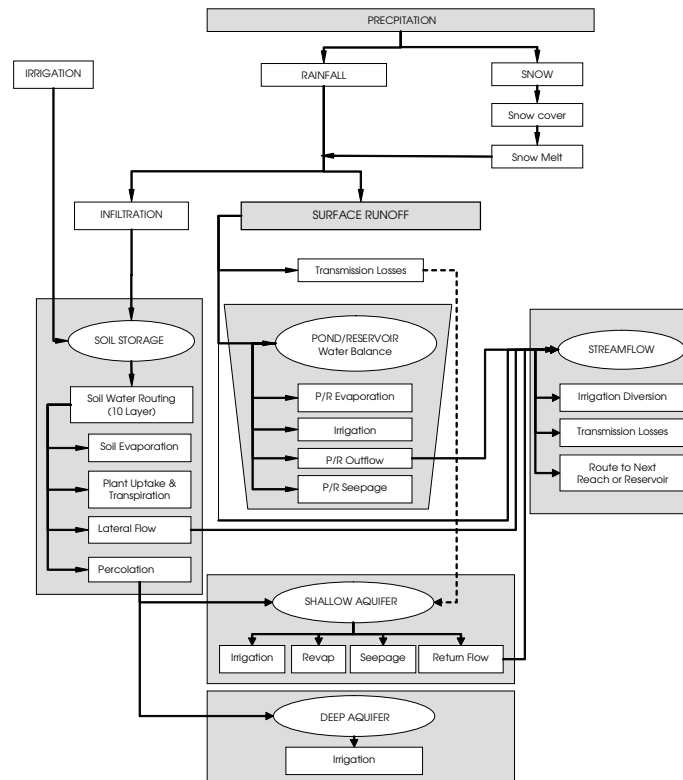 PRECPITATION
IRRIGATION
RAINFALL
SNOW
Snow cover
Snow Melt
INFILTRATION
SURFACE RUNOFF
Transmission Losses
SOIL STORAGE
POND/RESERVOIR
Water Balance
STREAMFLOW
Soil Water Routing
(10 Layer)
P/R Evaporation
Irrigation Diversion
Soil Evaporation
Irrigation
Transmission Losses
Plant Uptake &
Transpiration
P/R Outflow
Route to Next
Reach or Reservoir
P/R Seepage
Lateral Flow
Percolation
SHALLOW AQUIFER
Irrigation
Revap
Seepage
Return Flow
DEEP AQUIFER
Irrigation